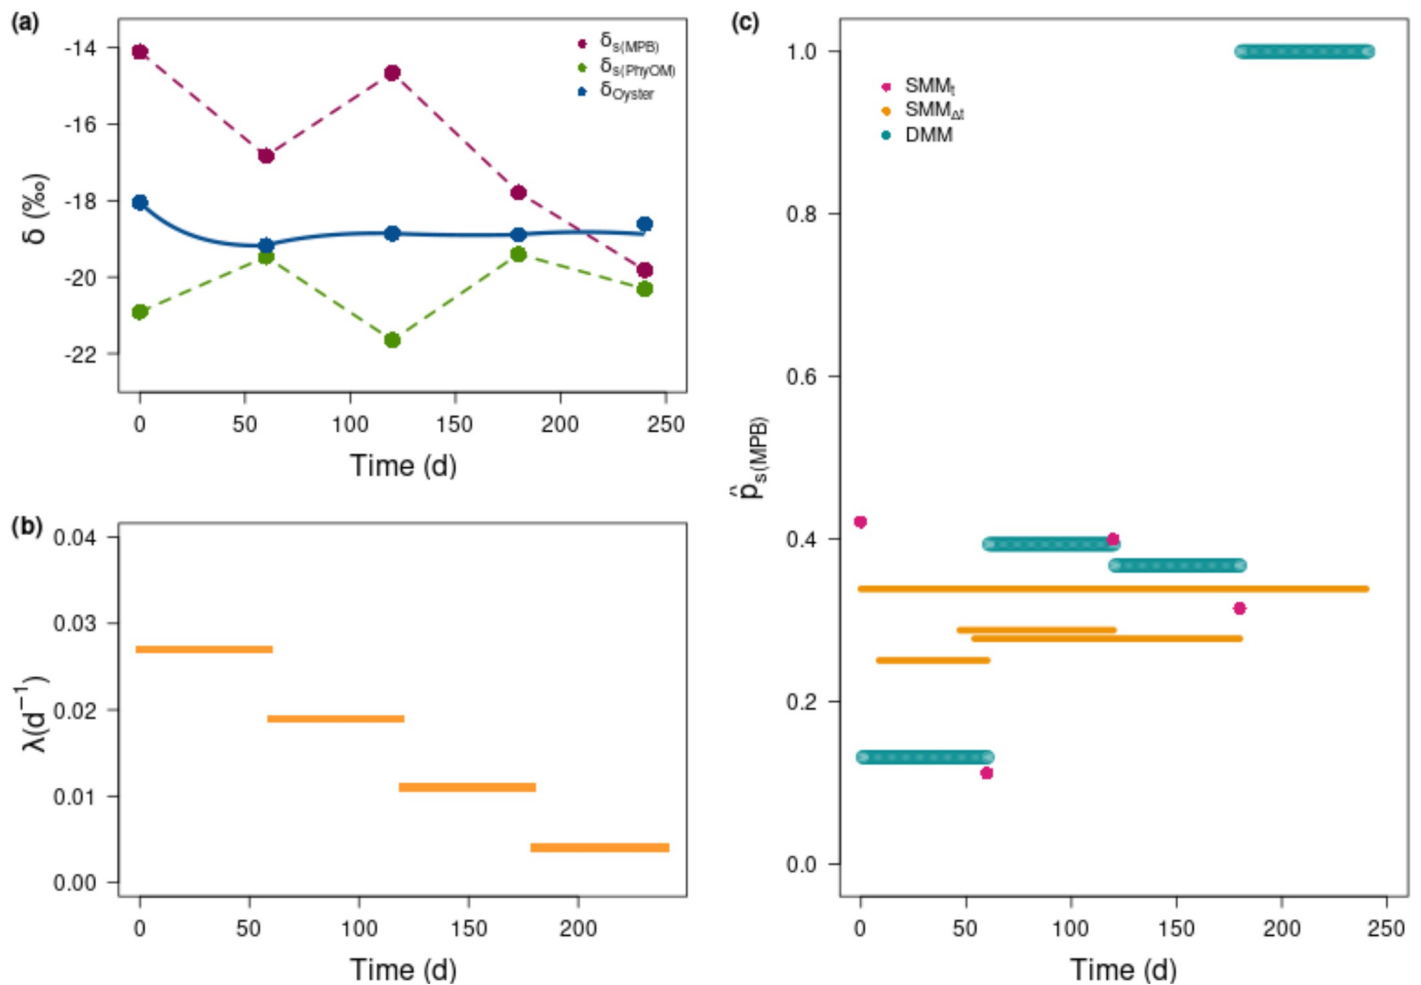 (a)
δs(MPB)
δs(PhyOM)
δOyster
-14
-16
-18
-20
-22
δ (‰)
0 50 100 150 200 250
Time (d)
(b)
0.04
0.03
0.02
0.01
0.00
λ(d⁻¹)
0 50 100 150 200
Time (d)
(c)
SMMt
SMMΔt
DMM
1.0
0.8
0.6
0.4
0.2
0.0
p̂s(MPB)
0 50 100 150 200 250
Time (d)